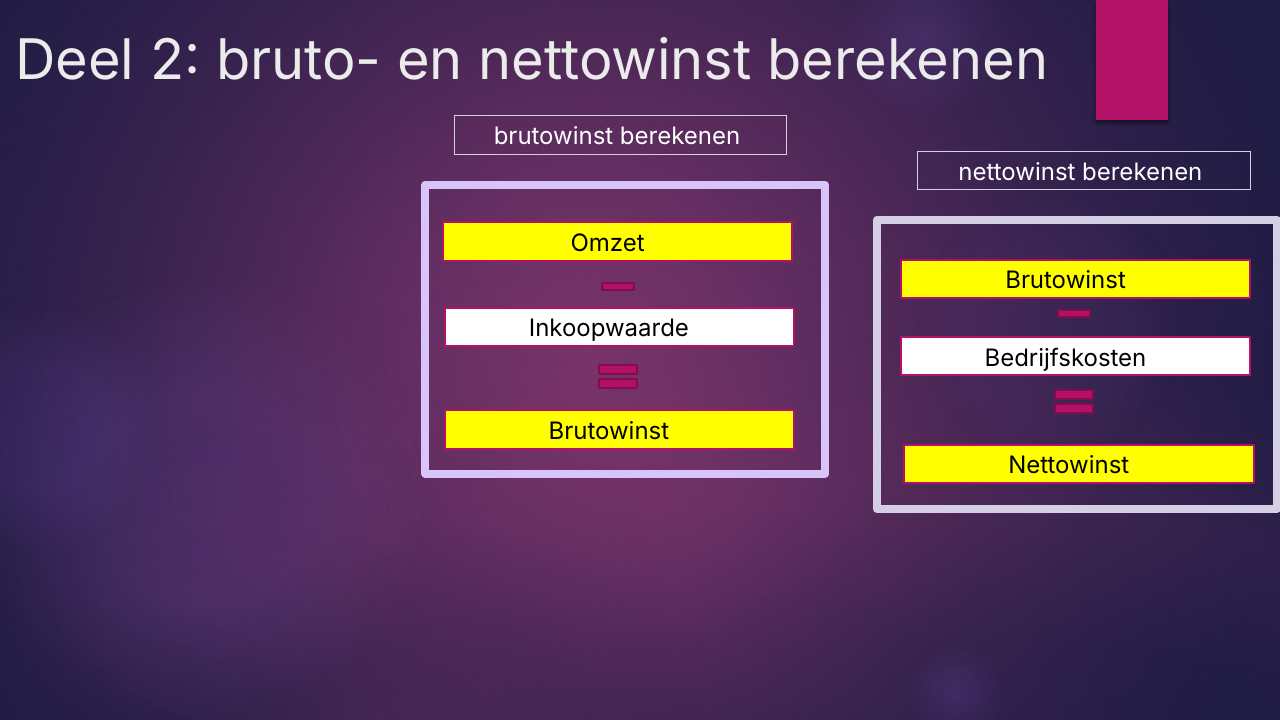 Deel 2: bruto- en nettowinst berekenen
brutowinst berekenen
Omzet
Inkoopwaarde
Brutowinst
nettowinst berekenen
Brutowinst
Bedrijfskosten
Nettowinst